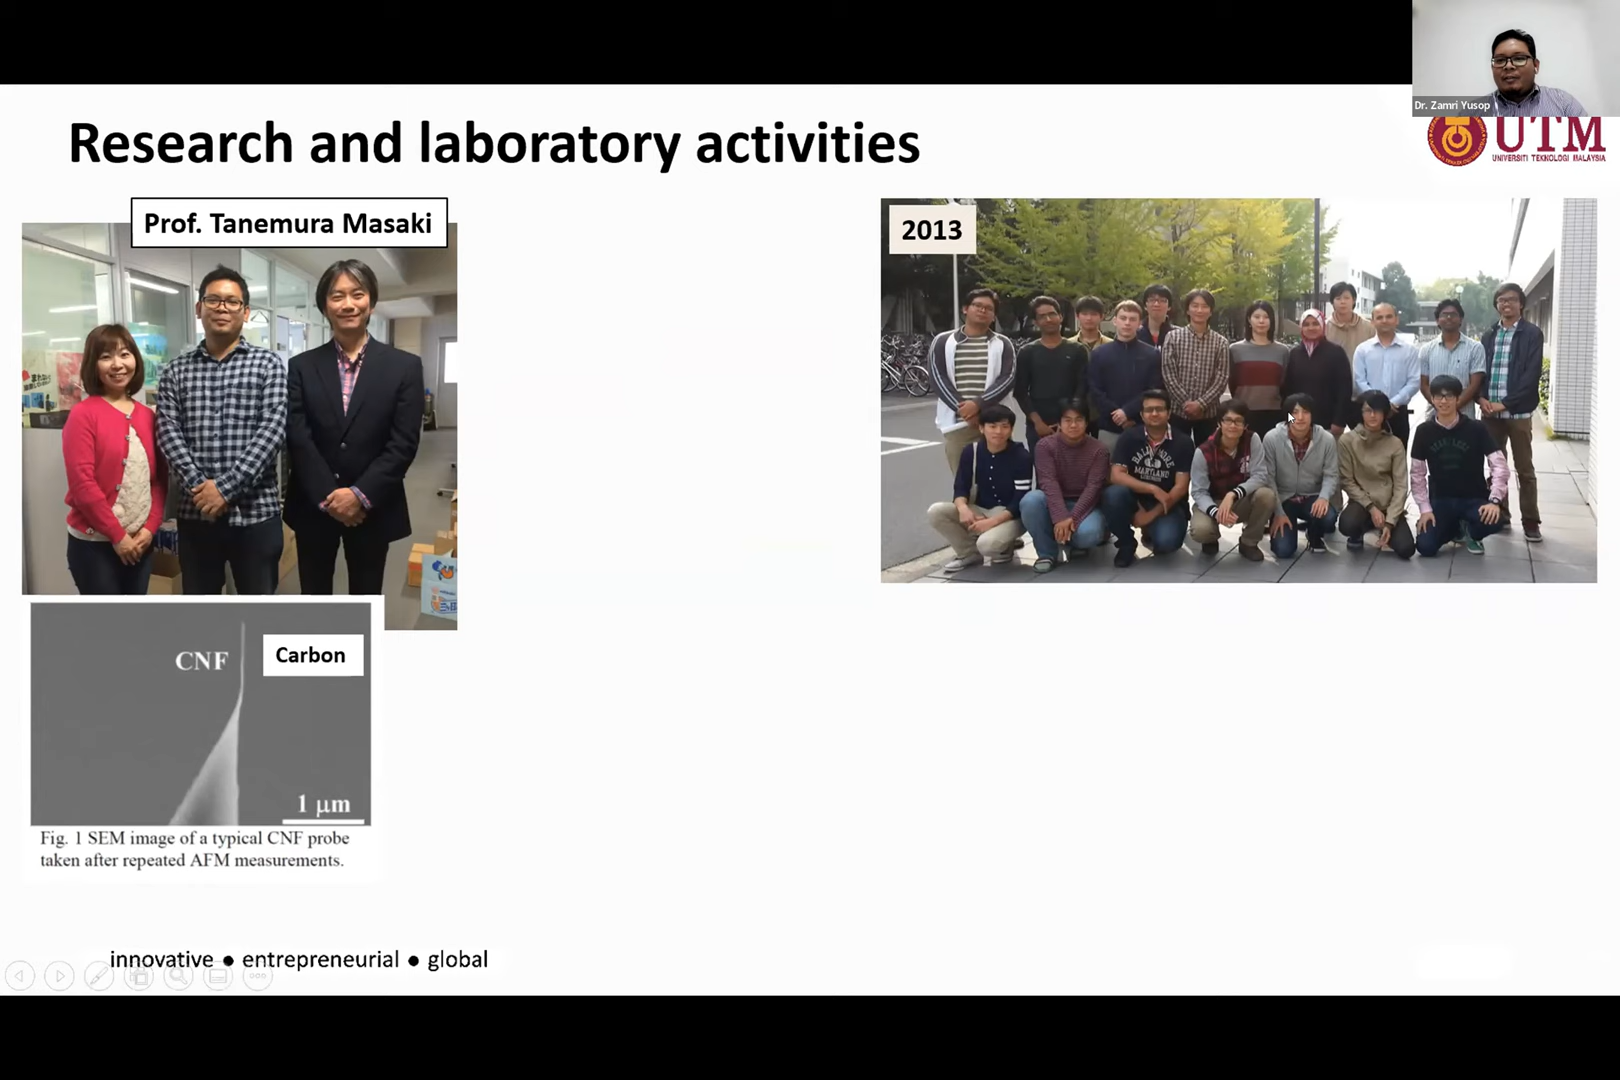 Dr. Zamri Yusop
Research and laboratory activities
UTM
UNIVERSITI TEKNOLOGI MALAYSIA
Prof. Tanemura Masaki
2013
CNF
Carbon
1 μm
Fig. 1 SEM image of a typical CNF probe
taken after repeated AFM measurements.
innovative ● entrepreneurial ● global